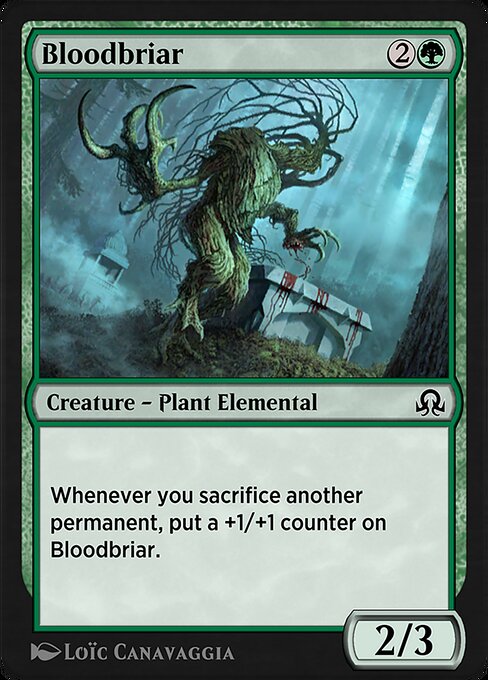 Bloodbriar 2
Creature – Plant Elemental
Whenever you sacrifice another
permanent, put a +1/+1 counter on
Bloodbriar.
2/3
Loïc Canavaggia